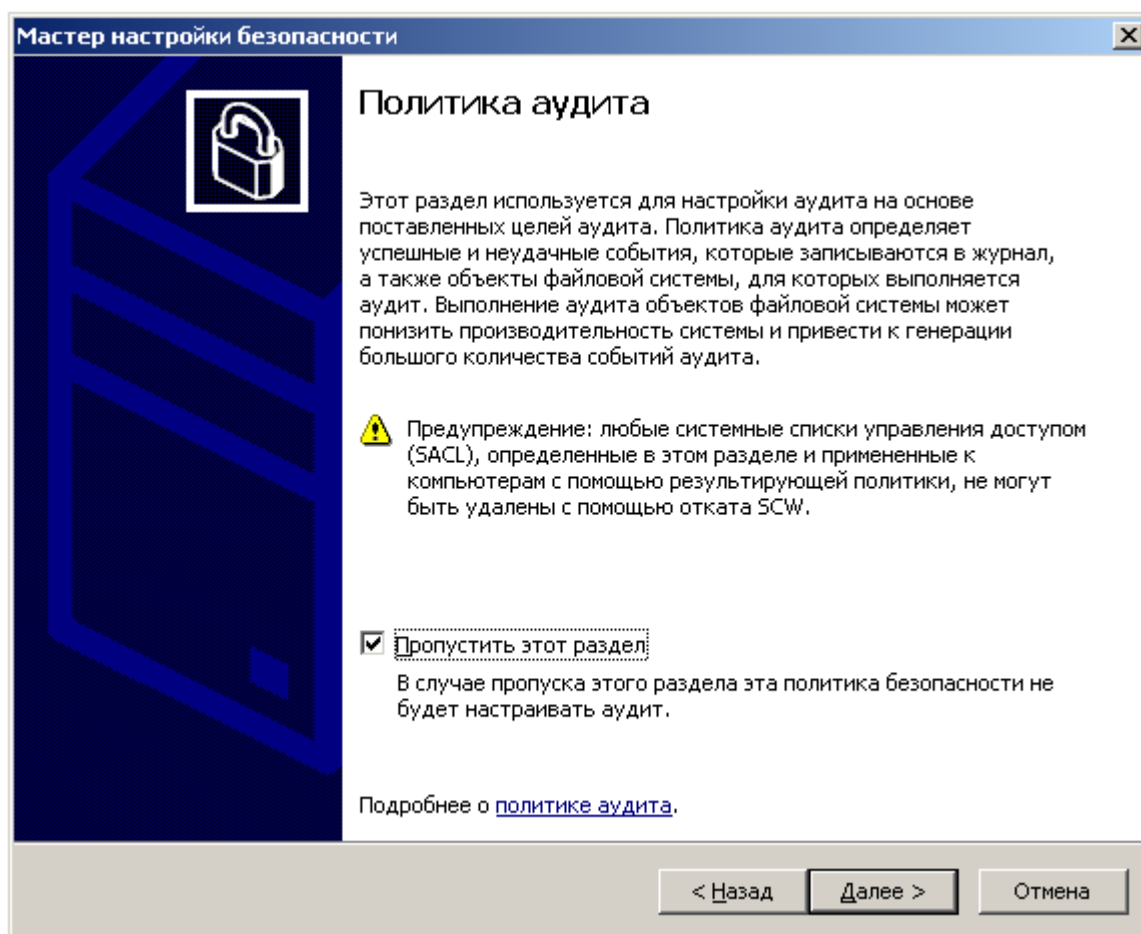 Мастер настройки безопасности
Политика аудита
Этот раздел используется для настройки аудита на основе
поставленных целей аудита. Политика аудита определяет
успешные и неудачные события, которые записываются в журнал,
а также объекты файловой системы, для которых выполняется
аудит. Выполнение аудита объектов файловой системы может
понизить производительность системы и привести к генерации
большого количества событий аудита.
Предупреждение: любые системные списки управления доступом
(SACL), определенные в этом разделе и примененные к
компьютерам с помощью результирующей политики, не могут
быть удалены с помощью отката SCW.
Пропустить этот раздел
В случае пропуска этого раздела эта политика безопасности не
будет настраивать аудит.
Подробнее о политике аудита.
< Назад
Далее >
Отмена